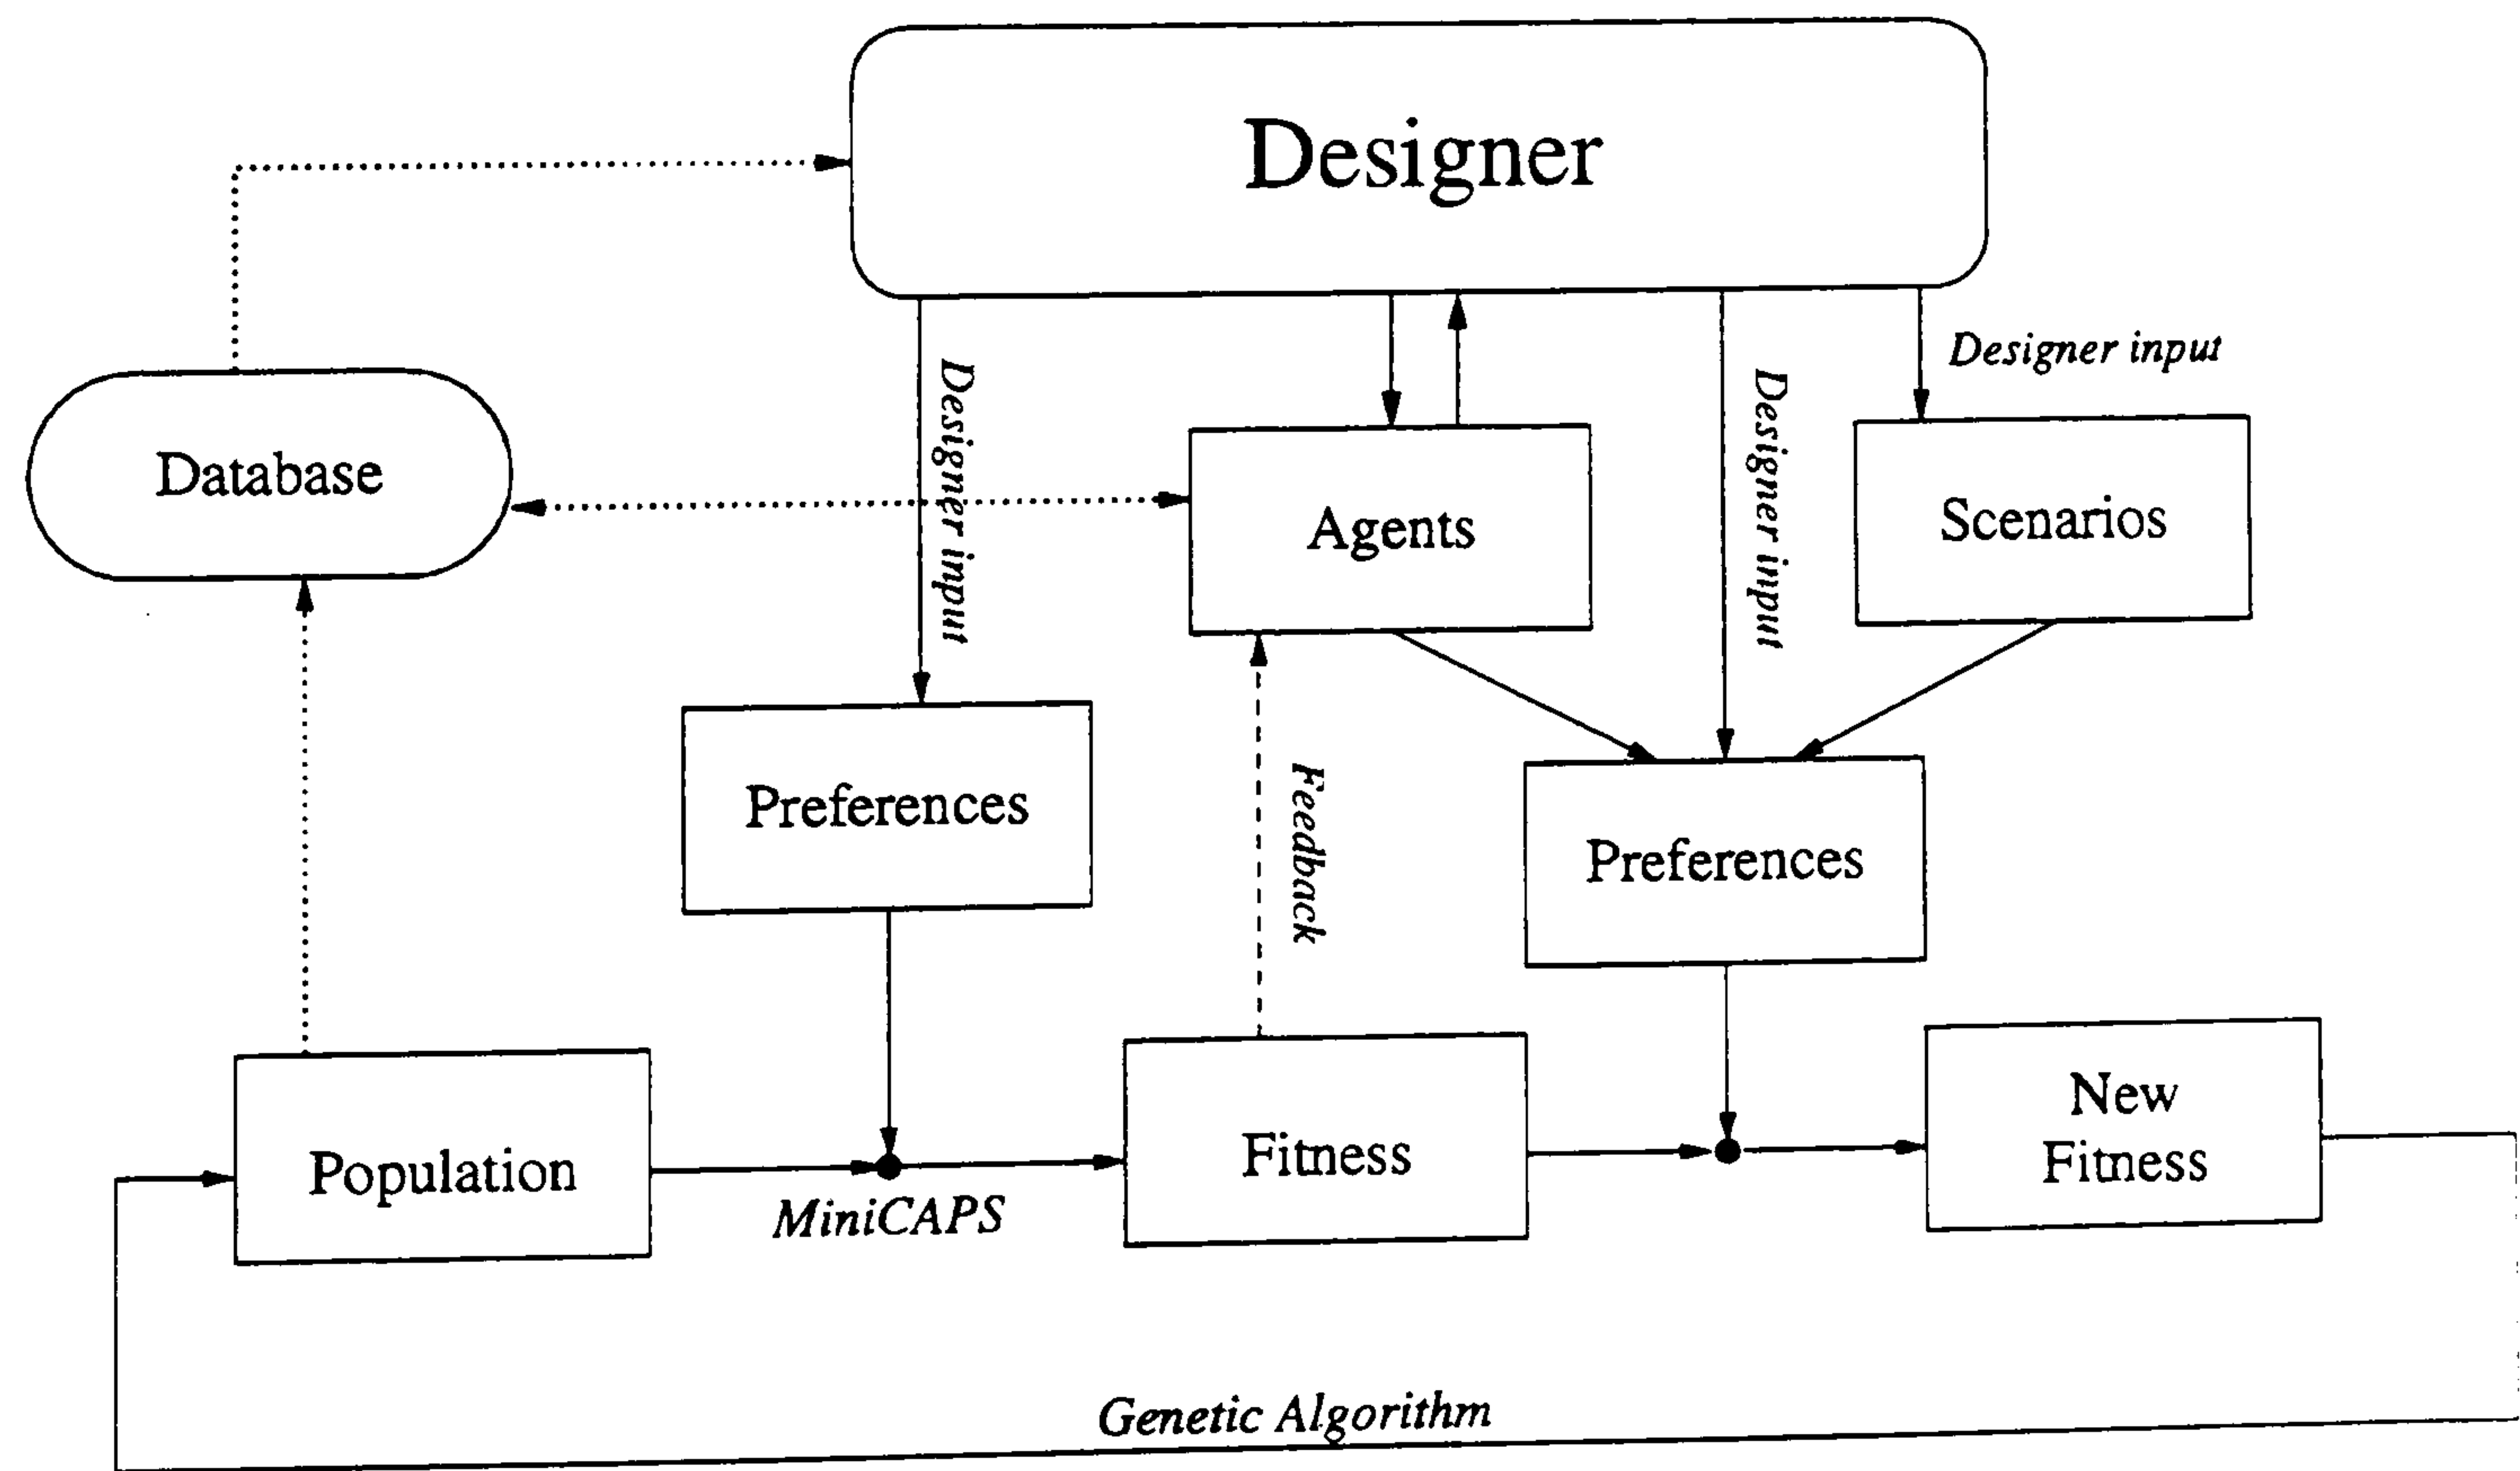 Designer
Designer input
Designer input
Designer input
Database
Agents
Scenarios
Preferences
Feedback
Preferences
Population
MiniCAPS
Fitness
New
Fitness
Genetic Algorithm